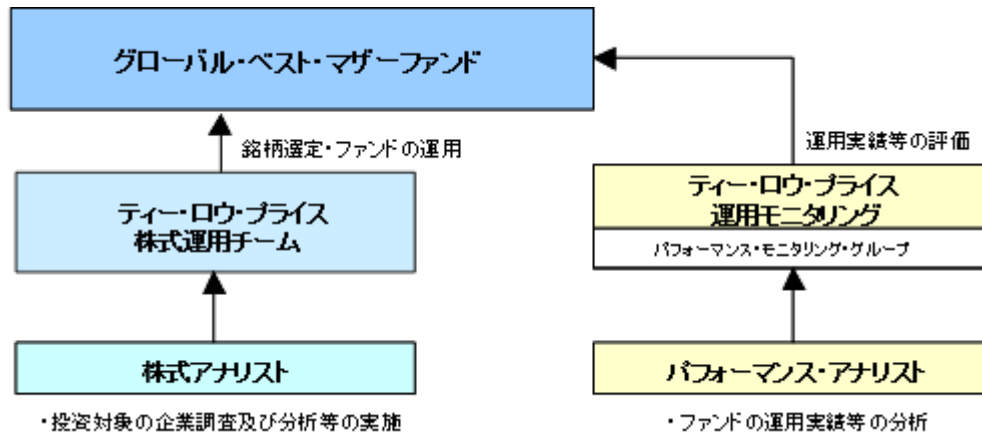 グローバル・ベスト・マザーファンド
銘柄選定・ファンドの運用
運用実績等の評価
ティー・ロウ・プライス
株式運用チーム
ティー・ロウ・プライス
運用モニタリング
パフォーマンス・モニタリング・グループ
株式アナリスト
パフォーマンス・アナリスト
・投資対象の企業調査及び分析等の実施
・ファンドの運用実績等の分析